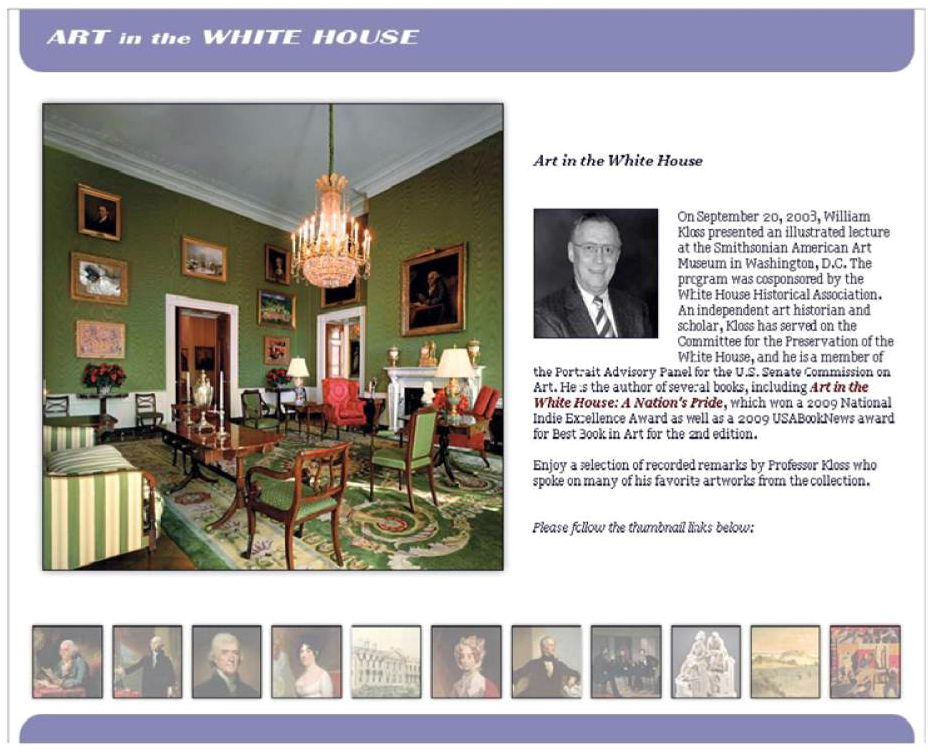 ART in the WHITE HOUSE
Art in the White House
On September 20, 2003, William
Kloss presented an illustrated lecture
at the Smithsonian American Art
Museum in Washington, D.C. The
program was cosponsored by the
White House Historical Association.
An independent art historian and
scholar, Kloss has served on the
Committee for the Preservation of the
White House, and he is a member of
the Portrait Advisory Panel for the U.S. Senate Commission on
Art. He is the author of several books, including Art in the
White House: A Nation's Pride, which won a 2009 National
Indie Excellence Award as well as a 2009 USABookNews award
for Best Book in Art for the 2nd edition.
Enjoy a selection of recorded remarks by Professor Kloss who
spoke on many of his favorite artworks from the collection.
Please follow the thumbnail links below: